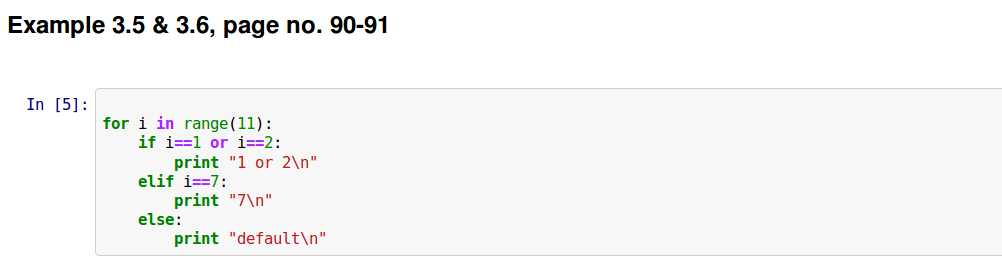 Example 3.5 & 3.6, page no. 90-91
In [5]:
for i in range(11):
    if i==1 or i==2:
        print "1 or 2\n"
    elif i==7:
        print "7\n"
    else:
        print "default\n"